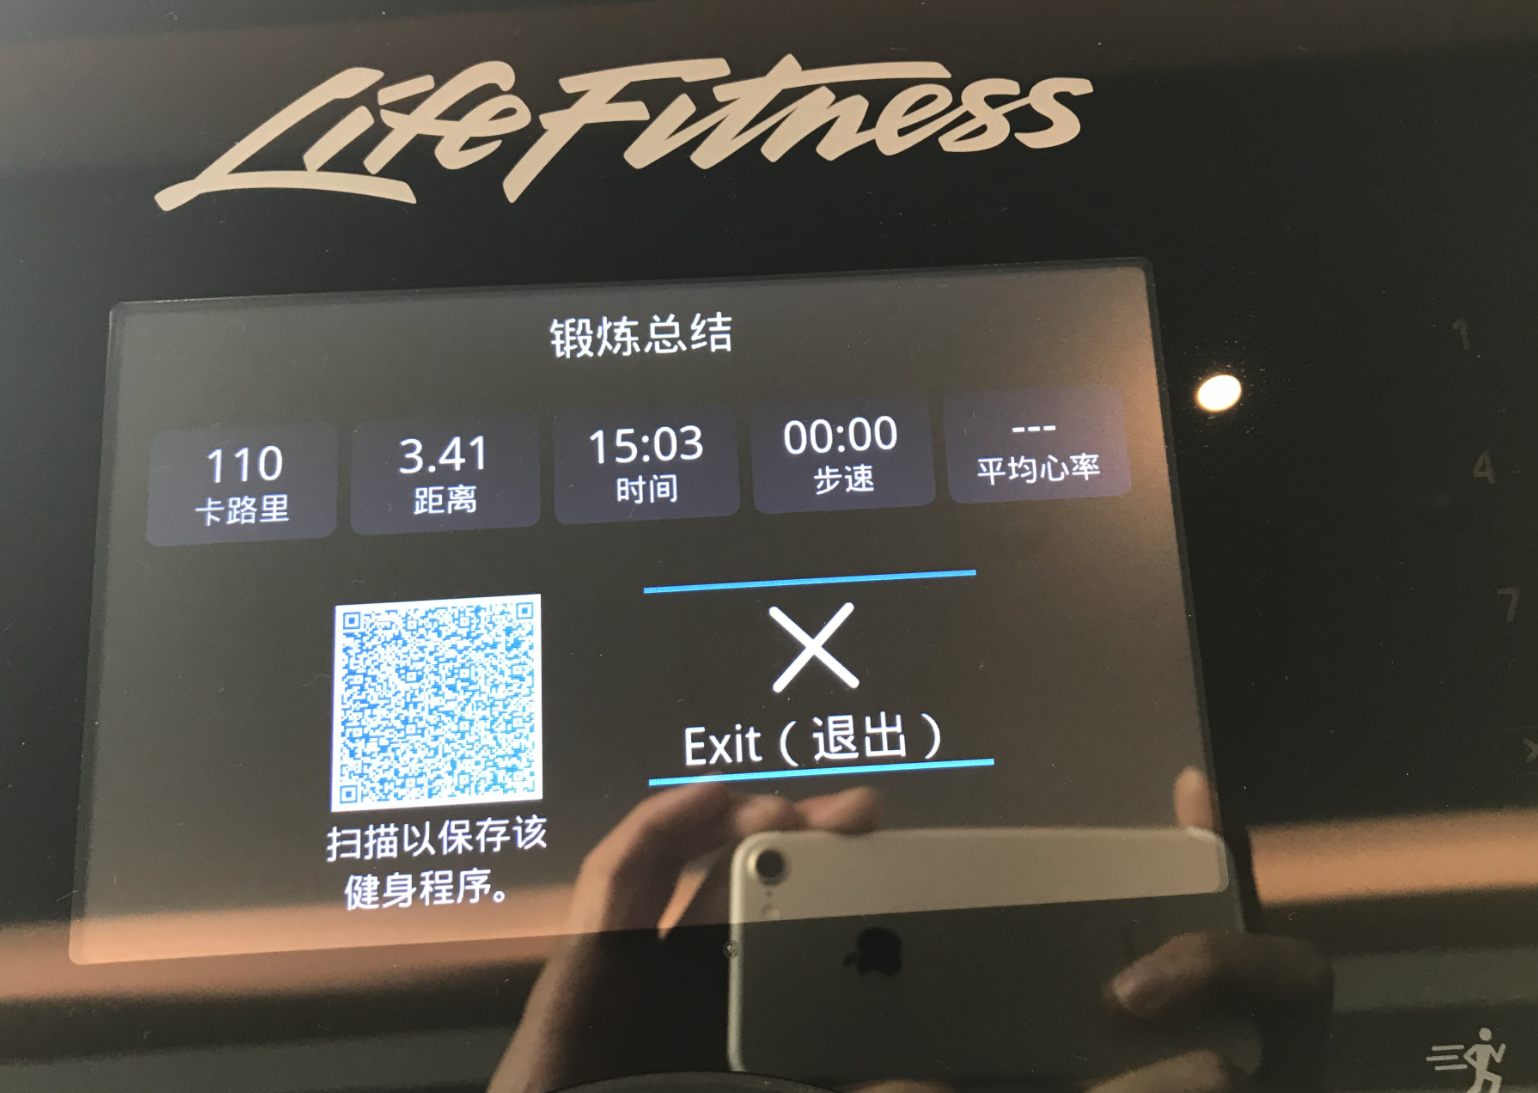 LifeFitness
锻炼总结
110
卡路里
3.41
距离
15:03
时间
00:00
步速
---
平均心率
Exit（退出）
扫描以保存该
健身程序。
1
4
7